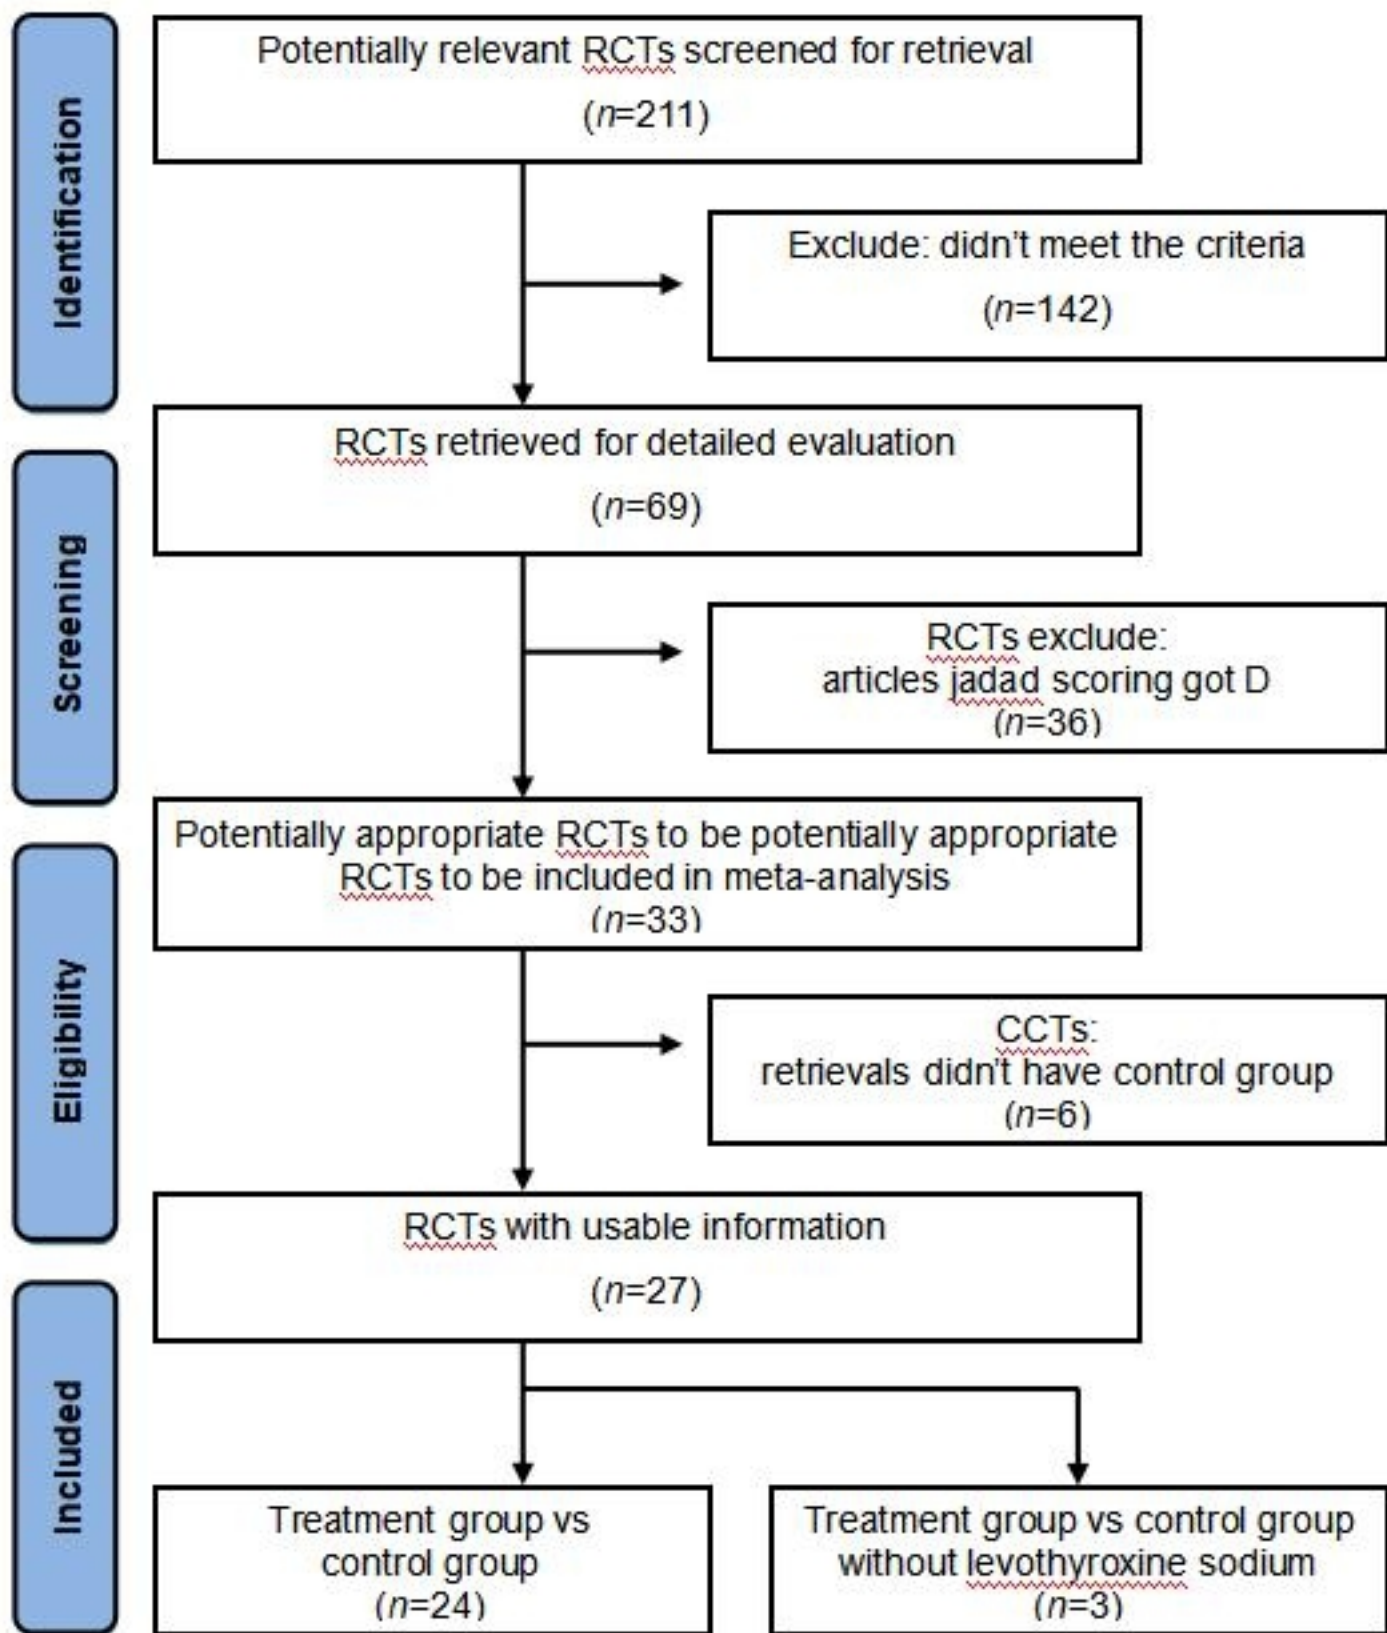 Identification
Potentially relevant RCTs screened for retrieval
(n=211)
Exclude: didn't meet the criteria
(n=142)
Screening
RCTs retrieved for detailed evaluation
(n=69)
RCTs exclude:
articles jadad scoring got D
(n=36)
Eligibility
Potentially appropriate RCTs to be potentially appropriate
RCTs to be included in meta-analysis
(n=33)
CCTs:
retrievals didn't have control group
(n=6)
RCTs with usable information
(n=27)
Included
Treatment group vs
control group
(n=24)
Treatment group vs control group
without levothyroxine sodium
(n=3)